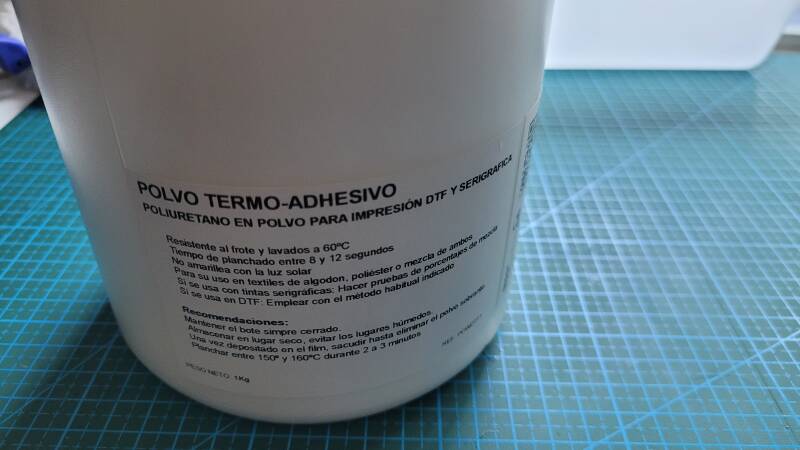 POLVO TERMO-ADHESIVO
POLIURETANO EN POLVO PARA IMPRESIÓN DTF Y SERIGRAFICA
Resistente al frote y lavados a 60ºC
Tiempo de planchado entre 8 y 12 segundos
No amarillea con la luz solar
Para su uso en textiles de algodon, poliéster o mezcla de ambos
Si se usa con tintas serigráficas: Hacer pruebas de porcentajes de mezcla
Si se usa en DTF: Emplear con el método habitual indicado
Recomendaciones:
Mantener el bote simpre cerrado.
Almacenar en lugar seco, evitar los lugares húmedos.
Una vez depositado en el film, sacudir hasta eliminar el polvo sobrante
Planchar entre 150º y 160ºC durante 2 a 3 minutos
PESO NETO: 1Kg
REF.